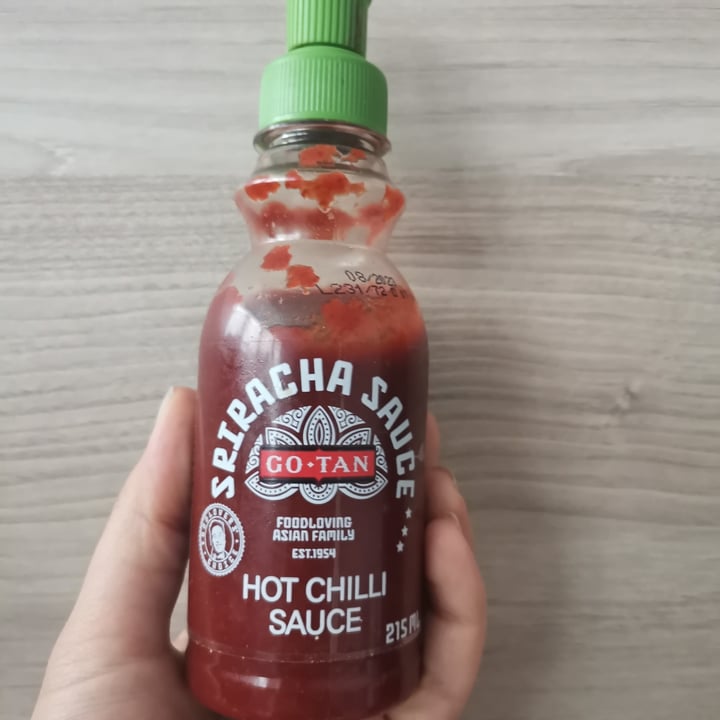 SRIRACHA SAUCE
GO·TAN
FOODLOVING
ASIAN FAMILY
EST.1954
HOT CHILLI
SAUCE
215 ML